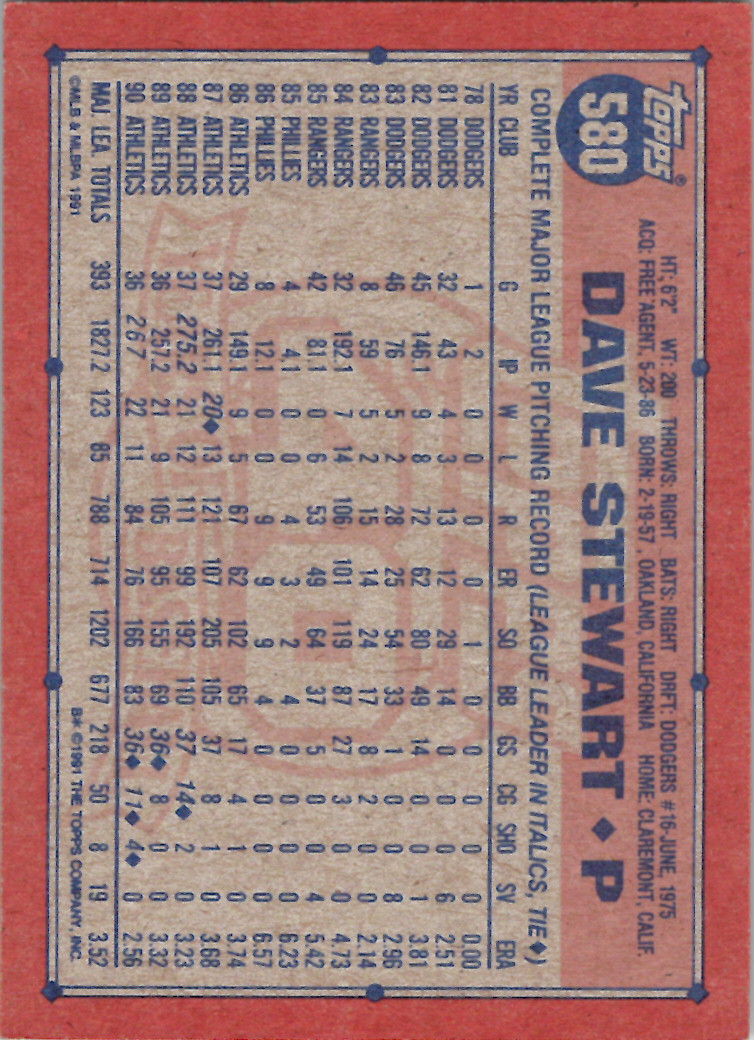 Topps®
580
HT: 6'2" WT: 200 THROWS: RIGHT BATS: RIGHT DRFT: DODGERS #16-JUNE, 1975
ACQ: FREE AGENT, 5-23-86 BORN: 2-19-57, OAKLAND, CALIFORNIA HOME: CLAREMONT, CALIF.
DAVE STEWART ♦ P
COMPLETE MAJOR LEAGUE PITCHING RECORD (LEAGUE LEADER IN ITALICS, TIE♦)
YR CLUB G IP W L R ER SO BB GS CG SHO SV ERA
78 DODGERS 1 2 0 0 0 0 1 0 0 0 0 0 0.00
81 DODGERS 32 43 4 3 13 12 29 14 0 0 0 6 2.51
82 DODGERS 45 146.1 9 8 72 62 80 49 14 0 0 1 3.81
83 DODGERS 46 76 5 2 28 25 54 33 1 0 0 8 2.96
83 RANGERS 8 59 5 2 15 14 24 17 8 2 0 0 2.14
84 RANGERS 32 192.1 7 14 106 101 119 87 27 3 0 0 4.73
85 RANGERS 42 81.1 0 6 53 49 64 37 5 0 0 4 5.42
85 PHILLIES 4 4.1 0 0 4 3 2 4 0 0 0 0 6.23
86 PHILLIES 8 12.1 0 0 9 9 9 4 0 0 0 0 6.57
86 ATHLETICS 29 149.1 9 5 67 62 102 65 17 4 1 0 3.74
87 ATHLETICS 37 261.1 20♦ 13 121 107 205 105 37 8 1 0 3.68
88 ATHLETICS 37 275.2 21 12 111 99 192 110 37 14♦ 2 0 3.23
89 ATHLETICS 36 257.2 21 9 105 95 155 69 36♦ 8 0 0 3.32
90 ATHLETICS 36 267 22 11 84 76 166 83 36♦ 11♦ 4♦ 0 2.56
MAJ. LEA. TOTALS 393 1827.2 123 85 788 714 1202 677 218 50 8 19 3.52
©MLB & MLBPA 1991
B* ©1991 THE TOPPS COMPANY, INC.